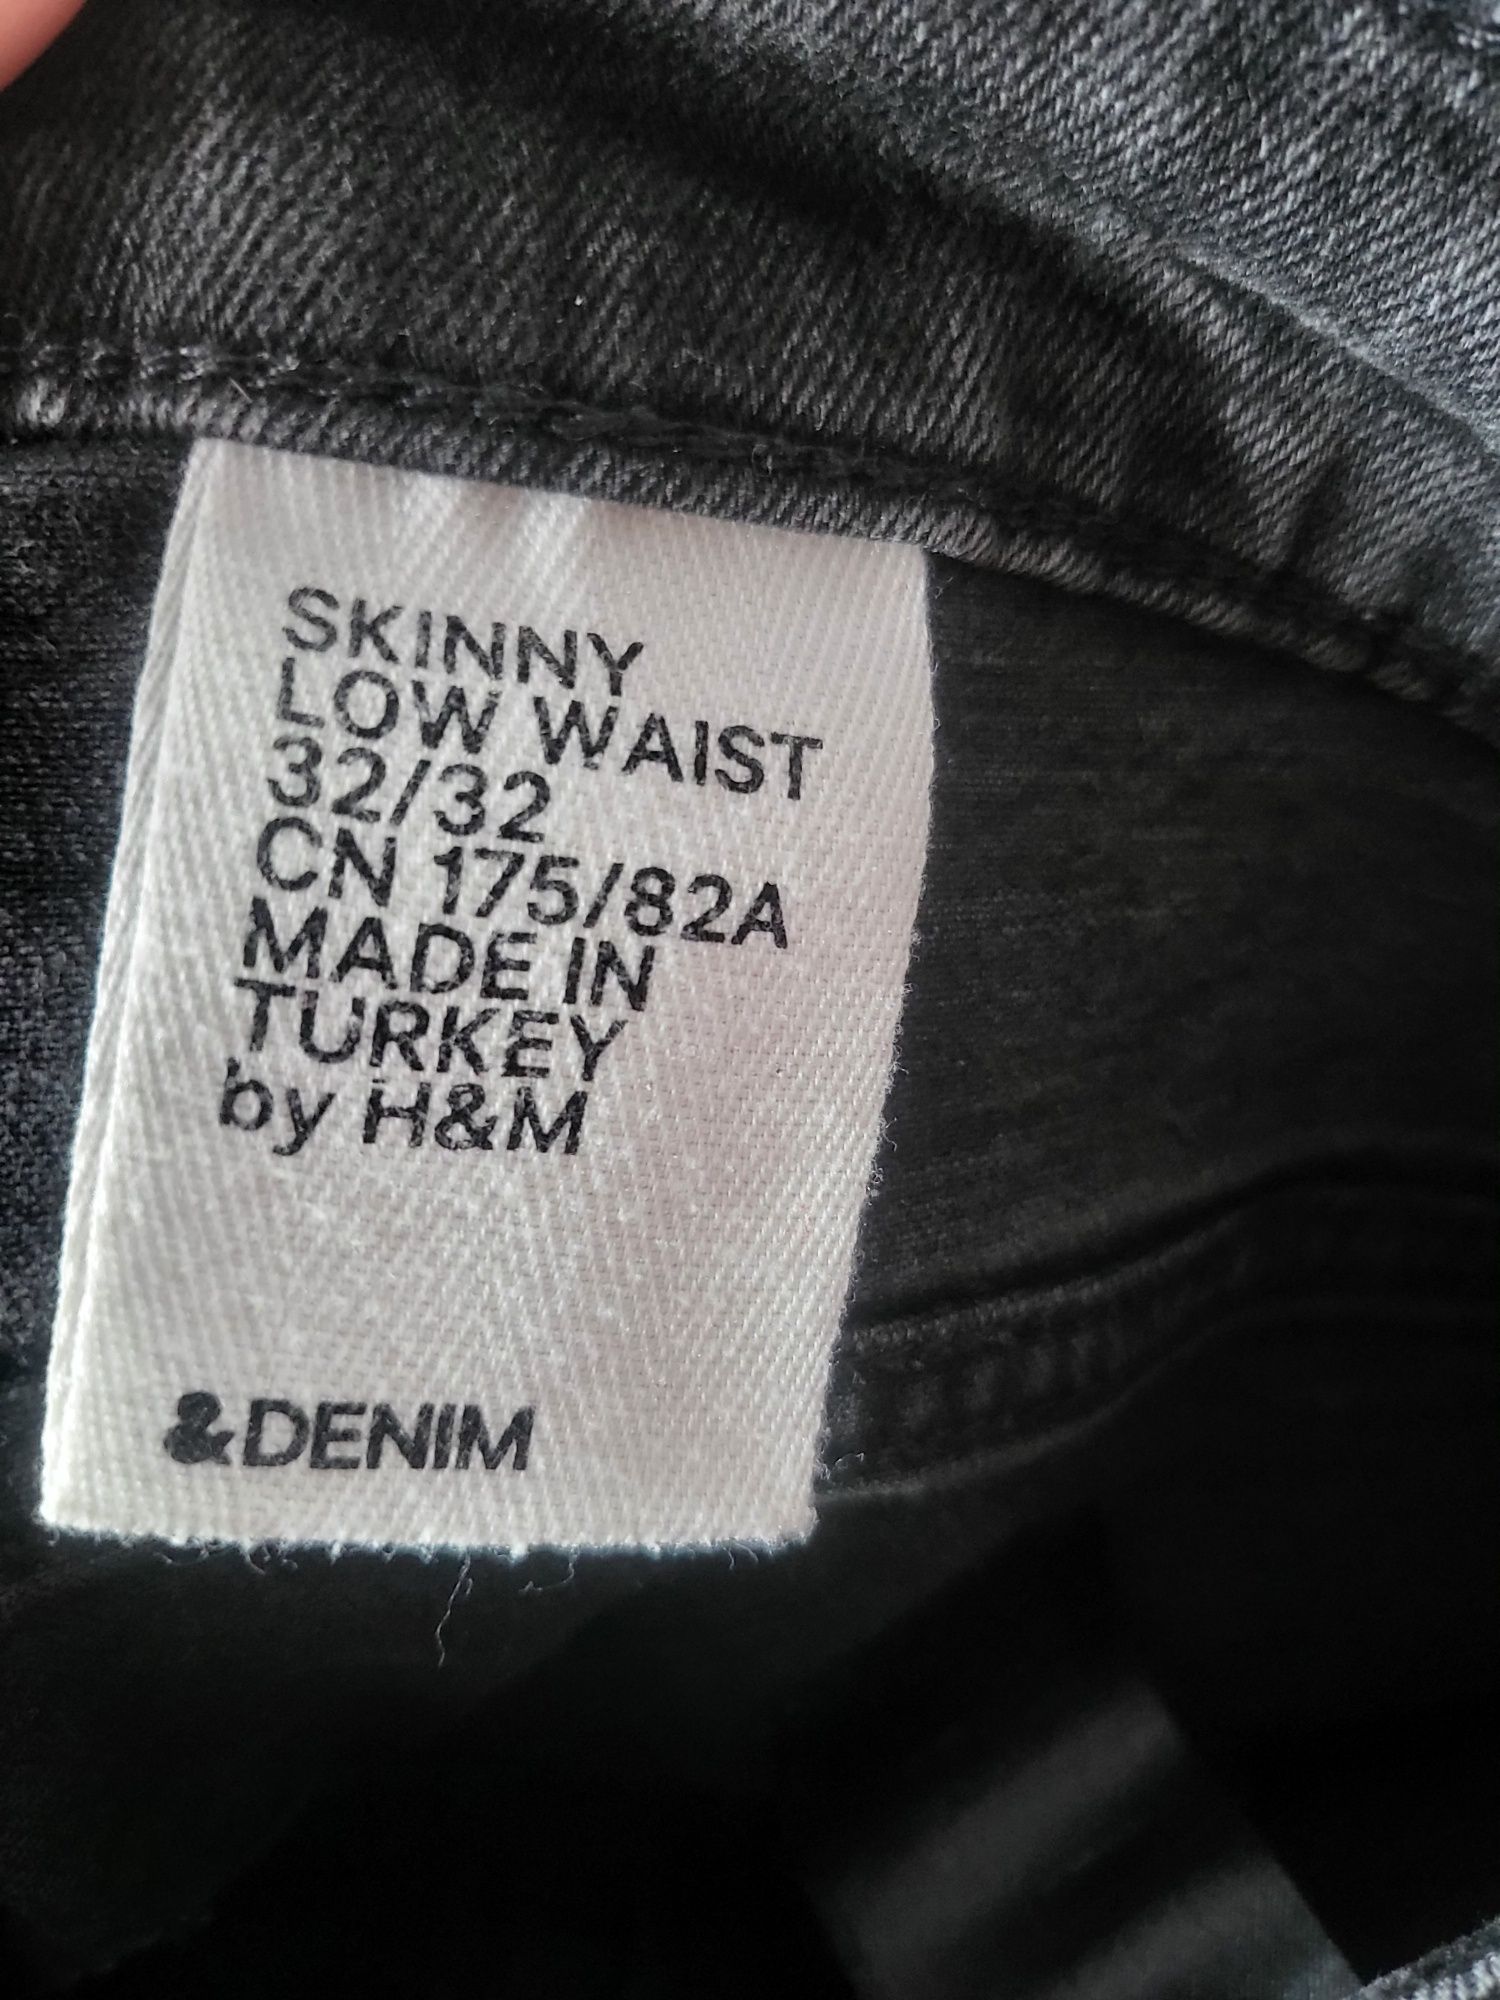 SKINNY
LOW WAIST
32/32
CN 175/82A
MADE IN
TURKEY
by H&M
&DENIM